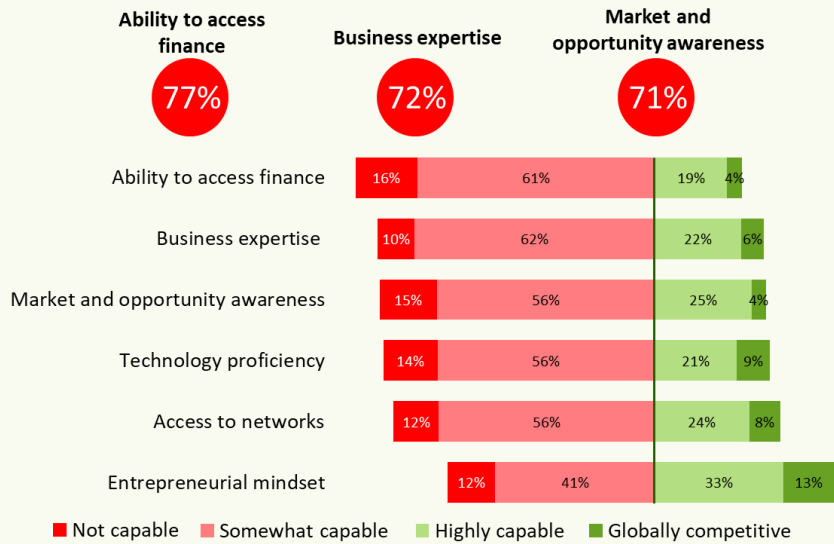 Ability to access
finance
Business expertise
Market and
opportunity awareness
77%
72%
71%
Ability to access finance
16%
61%
19%
4%
Business expertise
10%
62%
22%
6%
Market and opportunity awareness
15%
56%
25%
4%
Technology proficiency
14%
56%
21%
9%
Access to networks
12%
56%
24%
8%
Entrepreneurial mindset
12%
41%
33%
13%
Not capable
Somewhat capable
Highly capable
Globally competitive